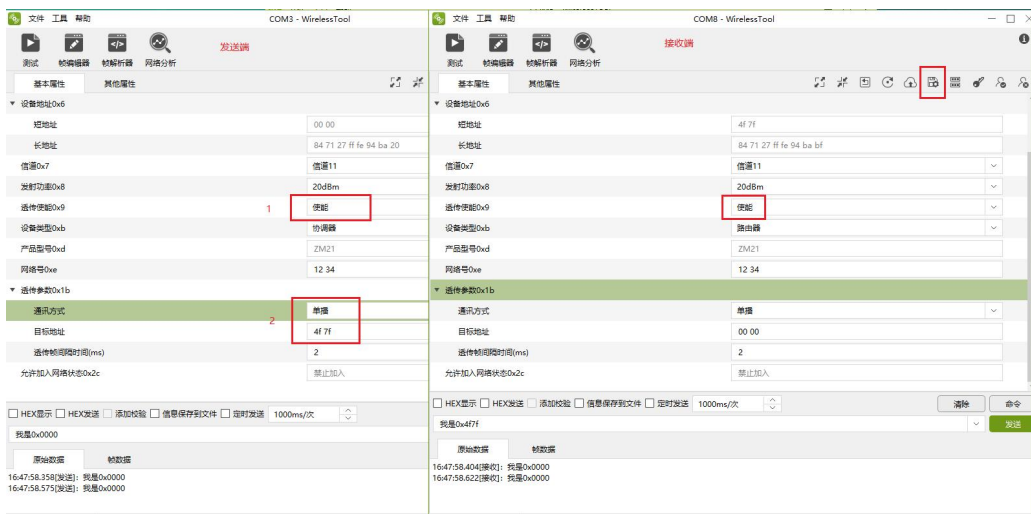 文件 工具 帮助 COM3 - WirelessTool
测试 帧编辑器 帧解析器 网络分析
发送端
基本属性 其他属性
设备地址0x6
短地址 00 00
长地址 84 71 27 ff fe 94 ba 20
信道0x7 信道11
发射功率0x8 20dBm
透传使能0x9 1 使能
设备类型0xb 协调器
产品型号0xd ZM21
网络号0xe 12 34
透传参数0x1b
通讯方式 单播
2
目标地址 4f 7f
透传帧间隔时间(ms) 2
允许加入网络状态0x2c 禁止加入
HEX显示 HEX发送 添加校验 信息保存到文件 定时发送 1000ms/次
我是0x0000
原始数据 帧数据
16:47:58.358[发送]: 我是0x0000
16:47:58.575[发送]: 我是0x0000
文件 工具 帮助 COM8 - WirelessTool
测试 帧编辑器 帧解析器 网络分析
接收端
基本属性 其他属性
设备地址0x6
短地址 4f 7f
长地址 84 71 27 ff fe 94 ba bf
信道0x7 信道11
发射功率0x8 20dBm
透传使能0x9 使能
设备类型0xb 路由器
产品型号0xd ZM21
网络号0xe 12 34
透传参数0x1b
通讯方式 单播
目标地址 00 00
透传帧间隔时间(ms) 2
允许加入网络状态0x2c 禁止加入
HEX显示 HEX发送 添加校验 信息保存到文件 定时发送 1000ms/次 清除 命令
我是0x4f7f 发送
原始数据 帧数据
16:47:58.404[接收]: 我是0x0000
16:47:58.622[接收]: 我是0x0000